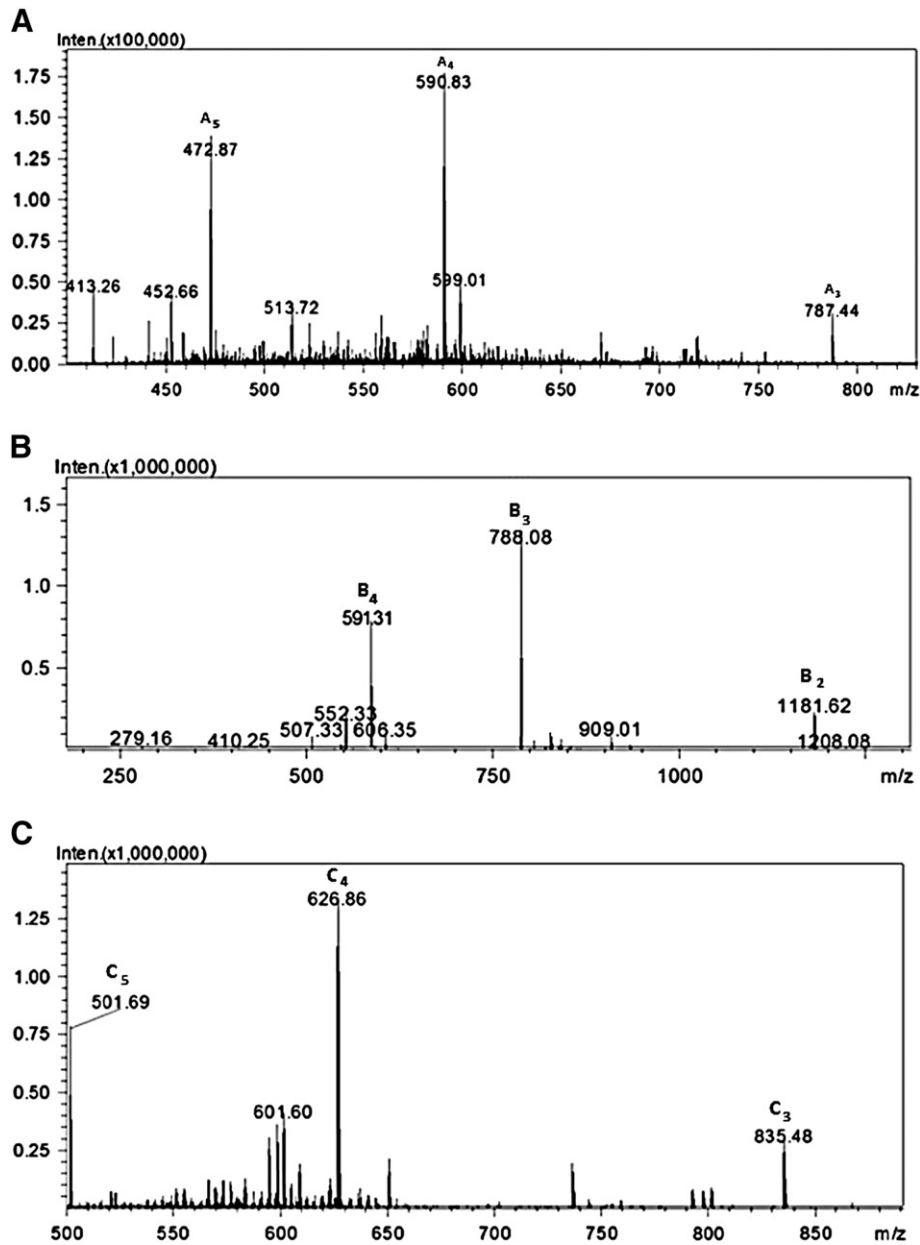 A
Inten.(x100,000)
A4
590.83
1.75
A5
472.87
1.50
1.25
1.00
0.75
0.50
413.26
452.66
513.72
599.01
A3
787.44
0.25
0.00
450 500 550 600 650 700 750 800 m/z
B
Inten.(x1,000,000)
1.5
B3
788.08
1.0
B4
591.31
0.5
B2
1181.62
552.33
279.16 410.25 507.33 606.35 909.01 1208.08
250 500 750 1000 m/z
C
Inten.(x1,000,000)
C4
626.86
1.25
1.00
C5
501.69
0.75
0.50
601.60
C3
835.48
0.25
500 550 600 650 700 750 800 850 m/z